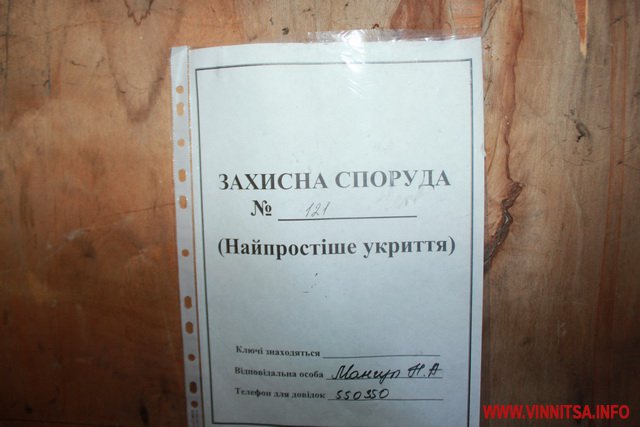 ЗАХИСНА СПОРУДА
№ 121
(Найпростіше укриття)
Ключі знаходяться
Відповідальна особа Н. А
Телефон для довідок 550350
WWW.VINNITSA.INFO